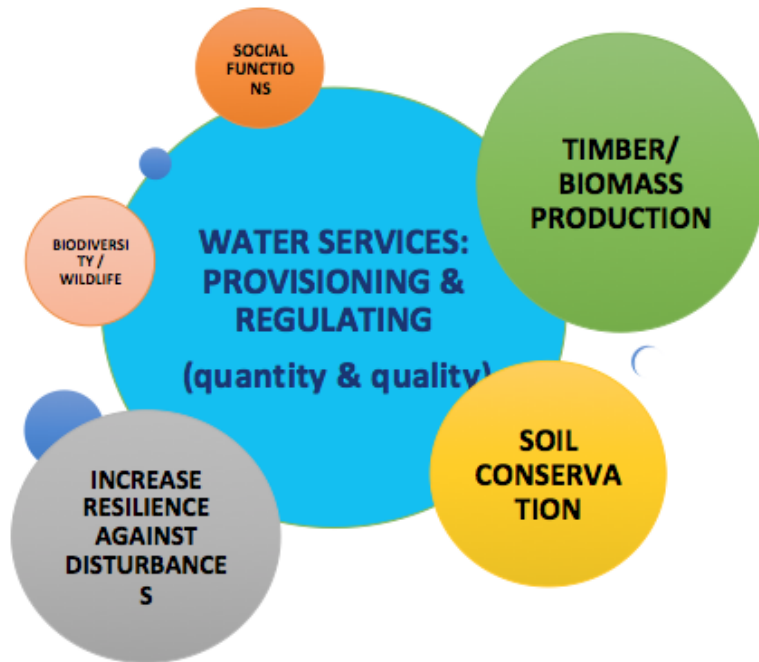 SOCIAL
FUNCTIO
NS
TIMBER/
BIOMASS
PRODUCTION
WATER SERVICES:
PROVISIONING &
REGULATING
(quantity & quality)
BIODIVERSI
TY /
WILDLIFE
SOIL
CONSERVA
TION
INCREASE
RESILIENCE
AGAINST
DISTURBANCE
S